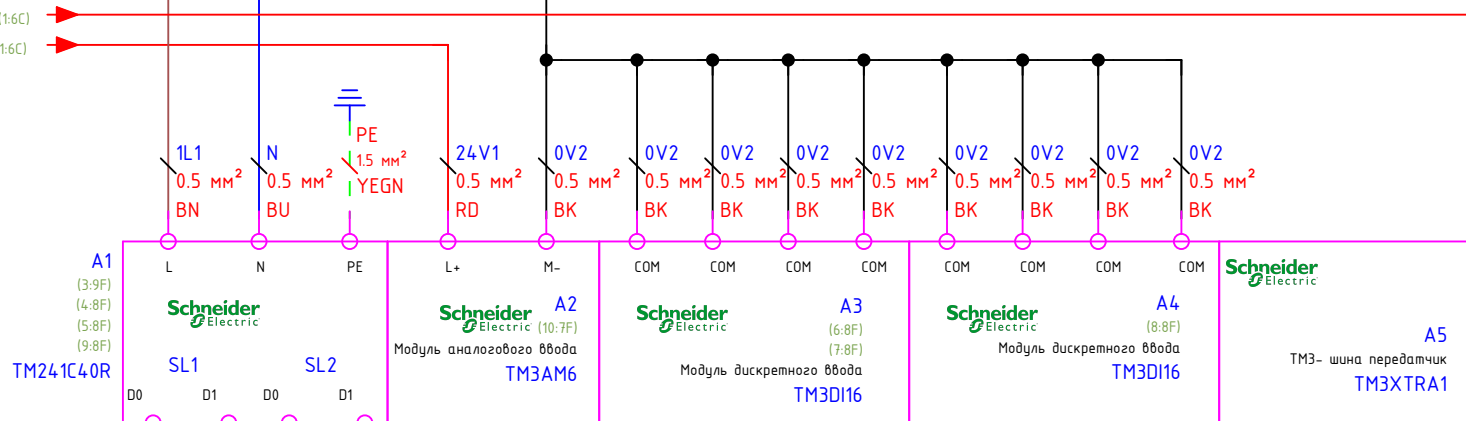 (1:6C)
1:6C)
PE
1L1
N
1.5 мм²
24V1
0V2
0V2
0V2
0V2
0V2
0V2
0V2
0V2
0V2
0.5 мм²
0.5 мм²
YEGN
0.5 мм²
0.5 мм²
0.5 мм²
0.5 мм²
0.5 мм²
0.5 мм²
0.5 мм²
0.5 мм²
0.5 мм²
0.5 мм²
BN
BU
RD
BK
BK
BK
BK
BK
BK
BK
BK
BK
A1
(3:9F)
(4:8F)
(5:8F)
(9:8F)
TM241C40R
L
N
PE
Schneider
Electric
SL1
SL2
D0
D1
D0
D1
L+
M-
Schneider
Electric
A2
(10:7F)
Модуль аналогового ввода
TM3AM6
COM
COM
COM
COM
Schneider
Electric
A3
(6:8F)
(7:8F)
Модуль дискретного ввода
TM3DI16
COM
COM
COM
COM
Schneider
Electric
A4
(8:8F)
Модуль дискретного ввода
TM3DI16
Schneider
Electric
A5
TM3- шина передатчик
TM3XTRA1